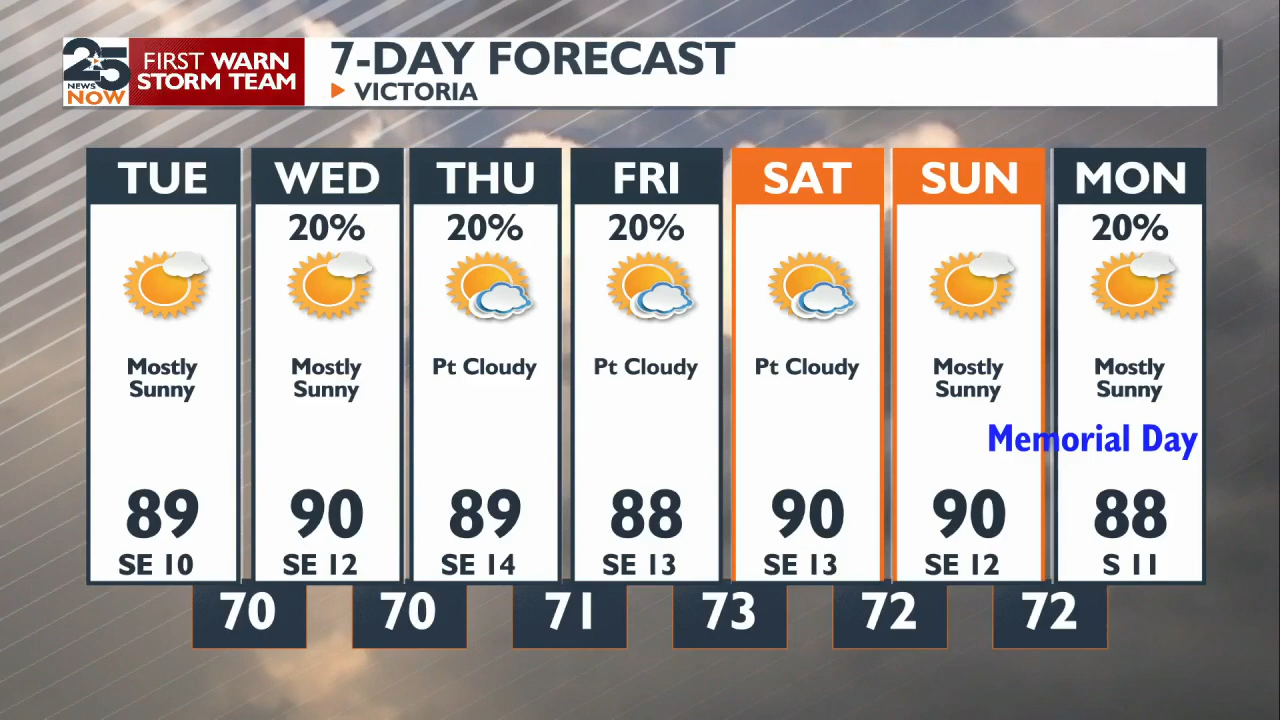 25
NEWS
NOW
FIRST WARN
STORM TEAM
7-DAY FORECAST
VICTORIA
TUE
Mostly
Sunny
89
SE 10
WED
20%
Mostly
Sunny
90
SE 12
THU
20%
Pt Cloudy
89
SE 14
FRI
20%
Pt Cloudy
88
SE 13
SAT
Pt Cloudy
90
SE 13
SUN
Mostly
Sunny
90
SE 12
MON
20%
Mostly
Sunny
Memorial Day
88
S 11
70
70
71
73
72
72